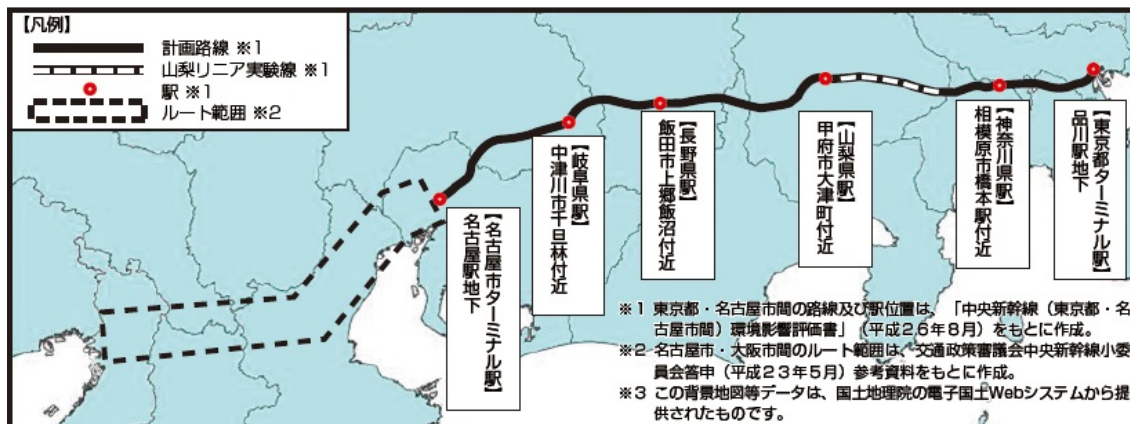 【凡例】
計画路線 ※1
山梨リニア実験線 ※1
駅 ※1
ルート範囲 ※2
【東京都ターミナル駅】
品川駅地下
【神奈川県駅】
相模原市橋本駅付近
【山梨県駅】
甲府市大津町付近
【長野県駅】
飯田市上郷飯沼付近
【岐阜県駅】
中津川市千旦林付近
【名古屋市ターミナル駅】
名古屋駅地下
※1 東京都・名古屋市間の路線及び駅位置は、「中央新幹線（東京都・名
古屋市間）環境影響評価書」（平成26年8月）をもとに作成。
※2 名古屋市・大阪市間のルート範囲は、交通政策審議会中央新幹線小委
員会答申（平成23年5月）参考資料をもとに作成。
※3 この背景地図等データは、国土地理院の電子国土Webシステムから提
供されたものです。